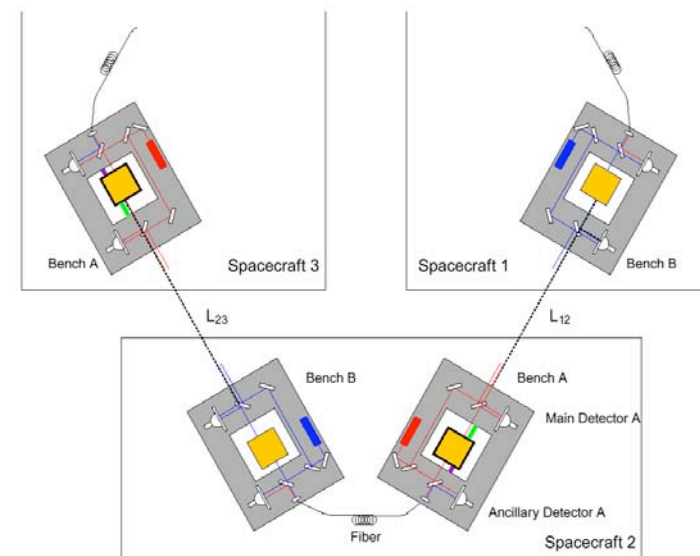 Bench A
Spacecraft 3
Spacecraft 1
Bench B
L23
L12
Bench B
Bench A
Main Detector A
Ancillary Detector A
Fiber
Spacecraft 2